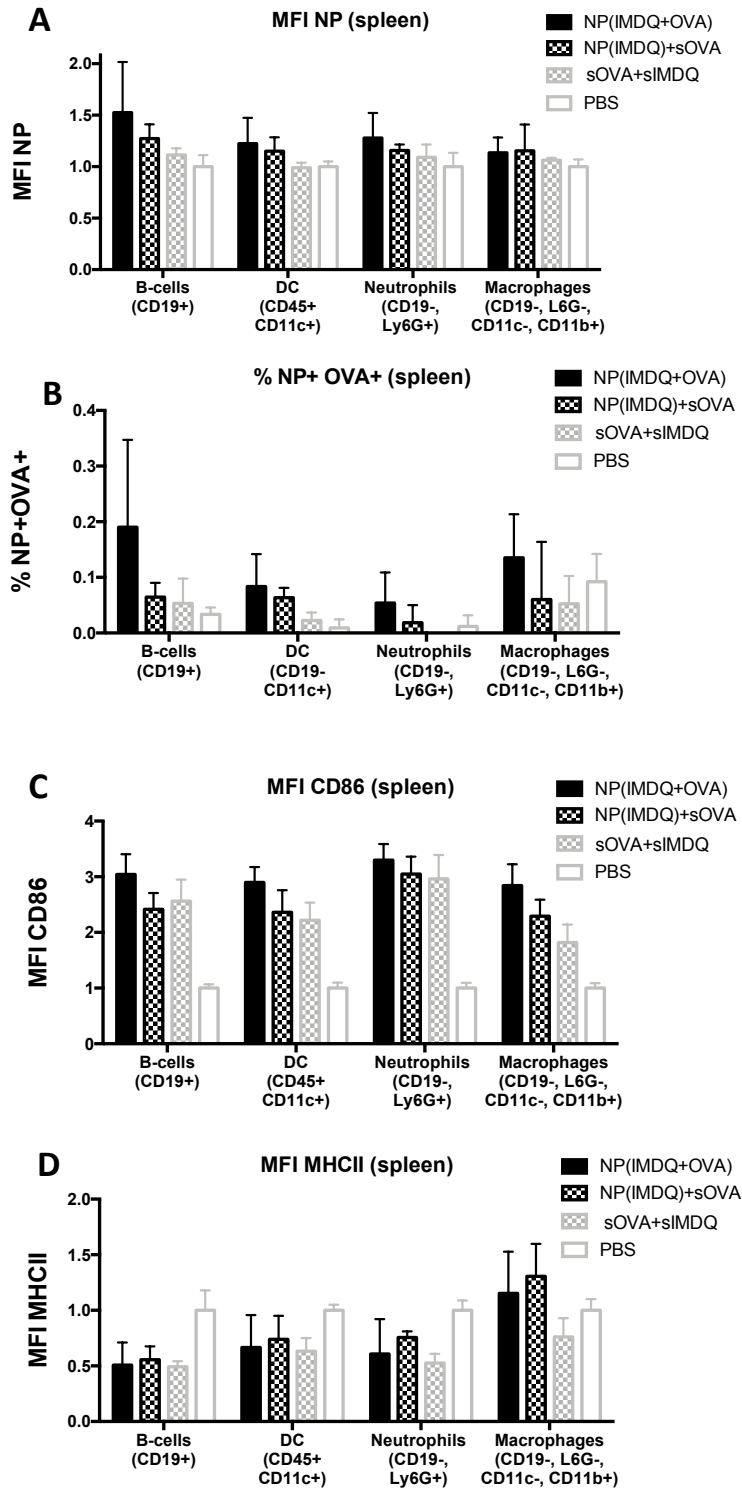 A
MFI NP (spleen)
NP(IMDQ+OVA)
NP(IMDQ)+sOVA
sOVA+sIMDQ
PBS
MFI NP
2.0
1.5
1.0
0.5
0.0
B-cells
(CD19+)
DC
(CD45+
CD11c+)
Neutrophils
(CD19-,
Ly6G+)
Macrophages
(CD19-, L6G-,
CD11c-, CD11b+)
B
% NP+ OVA+ (spleen)
NP(IMDQ+OVA)
NP(IMDQ)+sOVA
sOVA+sIMDQ
PBS
% NP+OVA+
0.4
0.3
0.2
0.1
0.0
B-cells
(CD19+)
DC
(CD19-
CD11c+)
Neutrophils
(CD19-,
Ly6G+)
Macrophages
(CD19-, L6G-,
CD11c-, CD11b+)
C
MFI CD86 (spleen)
NP(IMDQ+OVA)
NP(IMDQ)+sOVA
sOVA+sIMDQ
PBS
MFI CD86
4
3
2
1
0
B-cells
(CD19+)
DC
(CD45+
CD11c+)
Neutrophils
(CD19-,
Ly6G+)
Macrophages
(CD19-, L6G-,
CD11c-, CD11b+)
D
MFI MHCII (spleen)
NP(IMDQ+OVA)
NP(IMDQ)+sOVA
sOVA+sIMDQ
PBS
MFI MHCII
2.0
1.5
1.0
0.5
0.0
B-cells
(CD19+)
DC
(CD45+
CD11c+)
Neutrophils
(CD19-,
Ly6G+)
Macrophages
(CD19-, L6G-,
CD11c-, CD11b+)